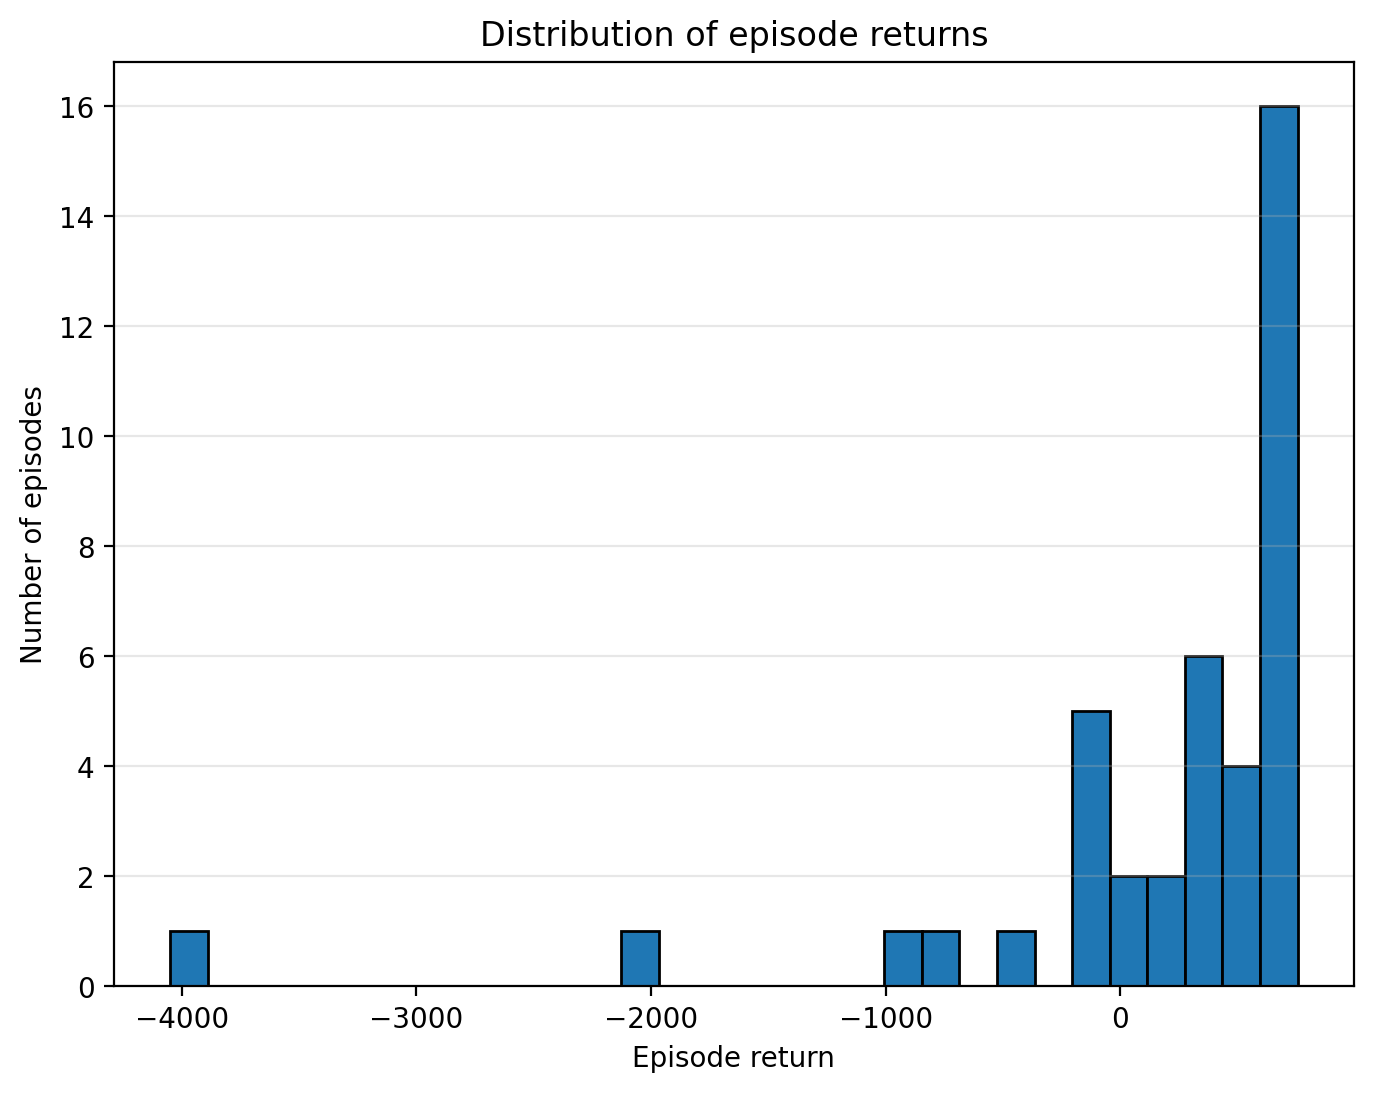 Distribution of episode returns
Number of episodes
16
14
12
10
8
6
4
2
0
−4000 −3000 −2000 −1000 0
Episode return